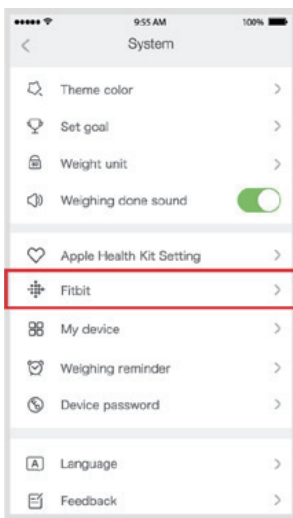 9:55 AM 100%
System
Theme color
Set goal
Weight unit
Weighing done sound
Apple Health Kit Setting
Fitbit
My device
Weighing reminder
Device password
A Language
Feedback